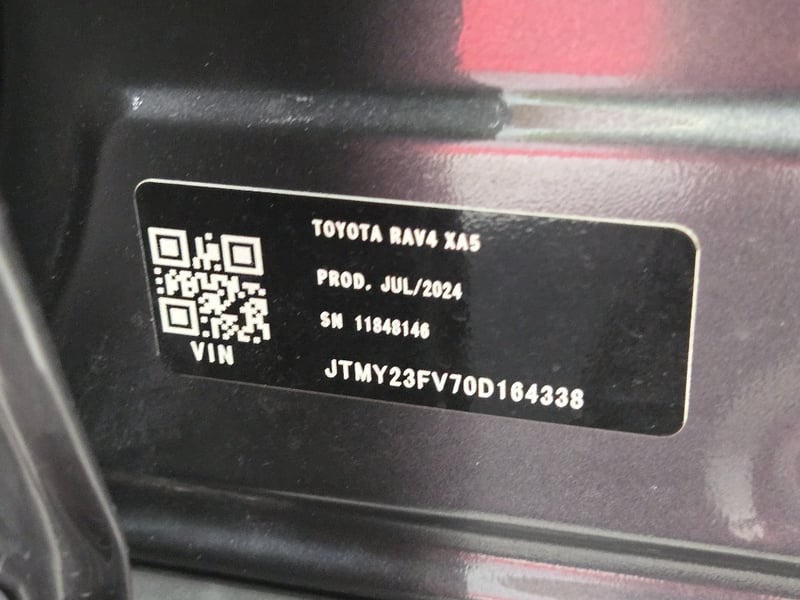 TOYOTA RAV4 XA5
PROD. JUL/2024
SN 11848146
VIN
JTMY23FV70D164338